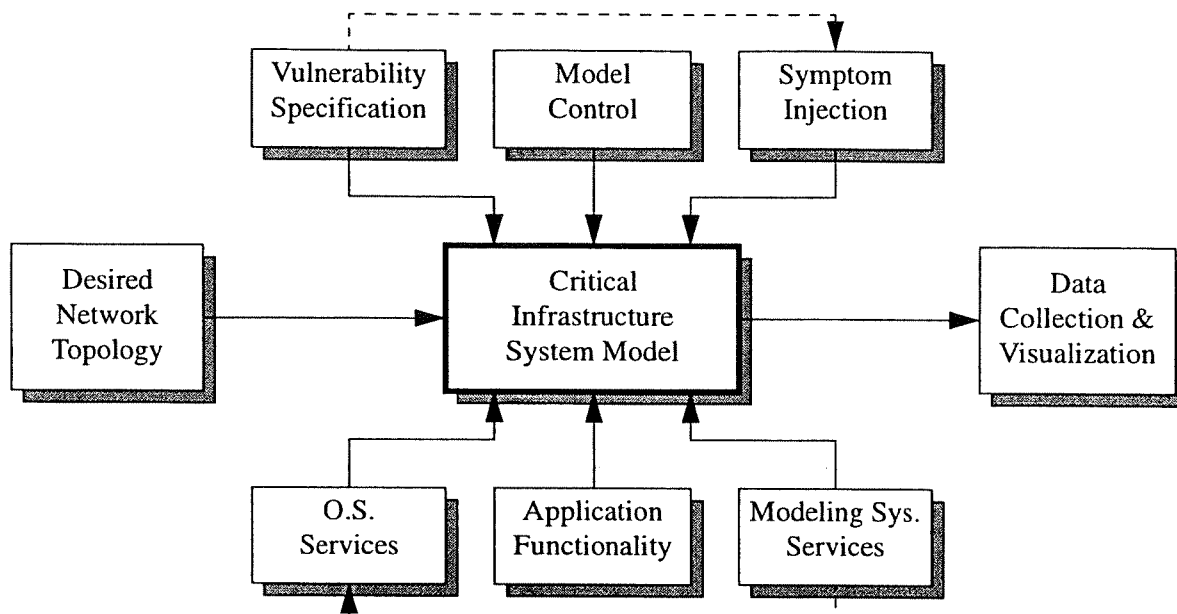 Vulnerability
Specification
Model
Control
Symptom
Injection
Desired
Network
Topology
Critical
Infrastructure
System Model
Data
Collection &
Visualization
O.S.
Services
Application
Functionality
Modeling Sys.
Services